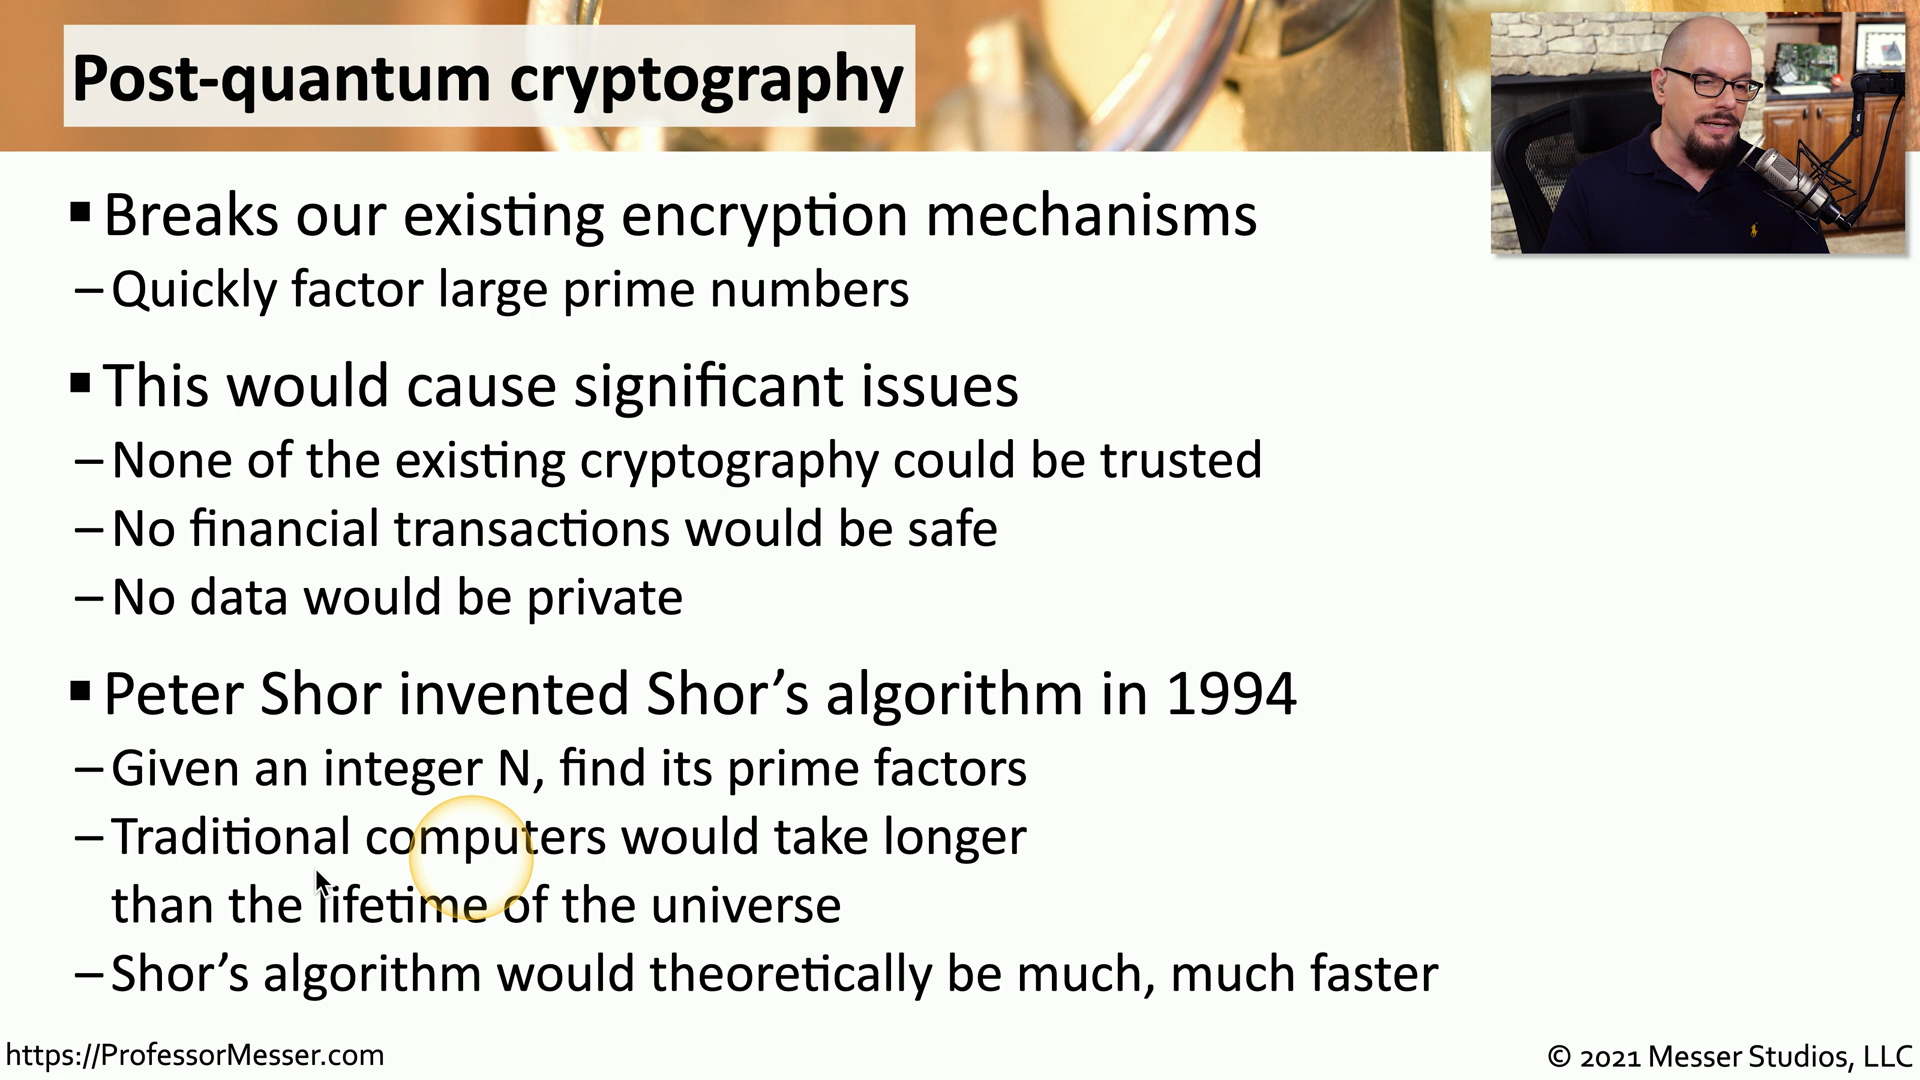 Post-quantum cryptography
▪ Breaks our existing encryption mechanisms
– Quickly factor large prime numbers
▪ This would cause significant issues
– None of the existing cryptography could be trusted
– No financial transactions would be safe
– No data would be private
▪ Peter Shor invented Shor’s algorithm in 1994
– Given an integer N, find its prime factors
– Traditional computers would take longer
than the lifetime of the universe
– Shor’s algorithm would theoretically be much, much faster
https://ProfessorMesser.com
© 2021 Messer Studios, LLC